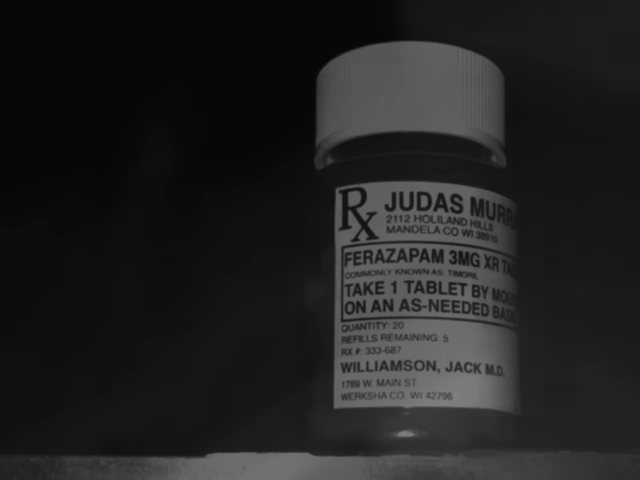 Rx
JUDAS MURR
2112 HOLILAND HILLS
MANDELA CO WI 38910
FERAZAPAM 3MG XR TA
COMMONLY KNOWN AS: TIMORIL
TAKE 1 TABLET BY MOU
ON AN AS-NEEDED BAS
QUANTITY: 20
REFILLS REMAINING: 5
RX #: 333-687
WILLIAMSON, JACK M.D.
1789 W. MAIN ST.
WERKSHA CO. WI 42796